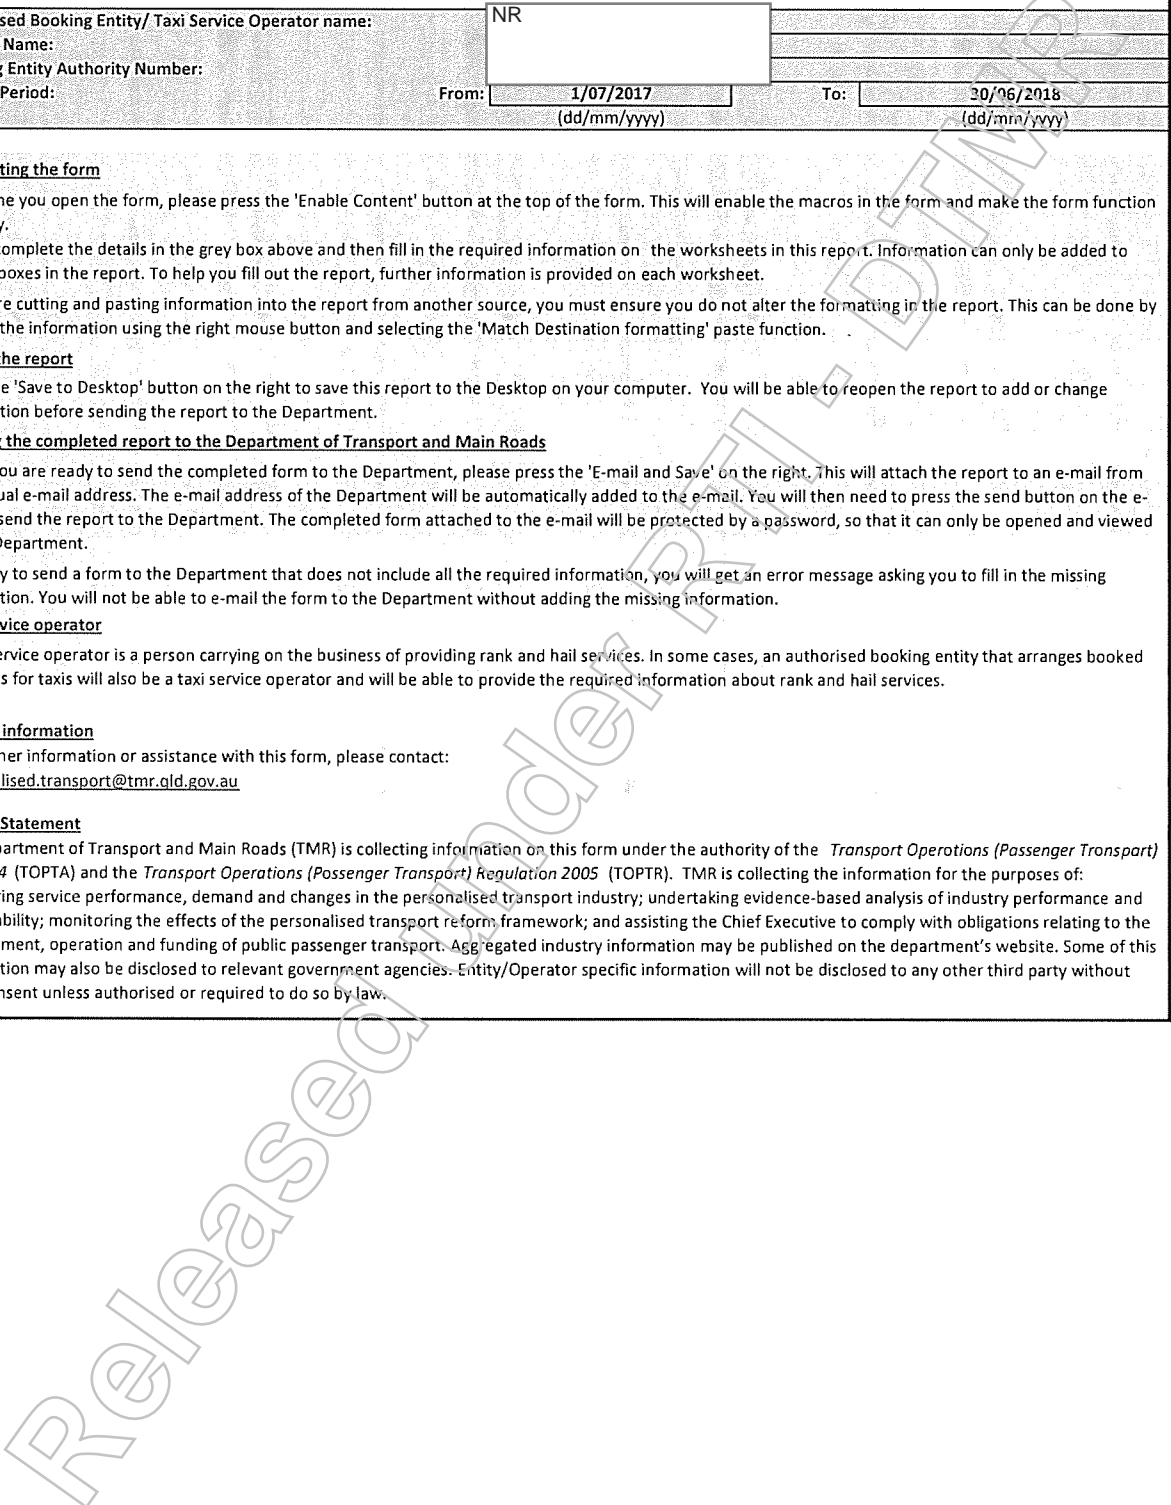 sed Booking Entity/ Taxi Service Operator name:
NR
Name:
g Entity Authority Number:
Period: From: 1/07/2017 To: 30/06/2018
(dd/mm/yyyy) (dd/mm/yyyy)
ting the form
ne you open the form, please press the 'Enable Content' button at the top of the form. This will enable the macros in the form and make the form function
y.
omplete the details in the grey box above and then fill in the required information on the worksheets in this report. Information can only be added to
boxes in the report. To help you fill out the report, further information is provided on each worksheet.
re cutting and pasting information into the report from another source, you must ensure you do not alter the formatting in the report. This can be done by
the information using the right mouse button and selecting the 'Match Destination formatting' paste function.
he report
e 'Save to Desktop' button on the right to save this report to the Desktop on your computer. You will be able to reopen the report to add or change
tion before sending the report to the Department.
g the completed report to the Department of Transport and Main Roads
ou are ready to send the completed form to the Department, please press the 'E-mail and Save' on the right. This will attach the report to an e-mail from
ual e-mail address. The e-mail address of the Department will be automatically added to the e-mail. You will then need to press the send button on the e-
send the report to the Department. The completed form attached to the e-mail will be protected by a password, so that it can only be opened and viewed
Department.
y to send a form to the Department that does not include all the required information, you will get an error message asking you to fill in the missing
tion. You will not be able to e-mail the form to the Department without adding the missing information.
vice operator
ervice operator is a person carrying on the business of providing rank and hail services. In some cases, an authorised booking entity that arranges booked
s for taxis will also be a taxi service operator and will be able to provide the required information about rank and hail services.
information
her information or assistance with this form, please contact:
lised.transport@tmr.qld.gov.au
Statement
artment of Transport and Main Roads (TMR) is collecting information on this form under the authority of the Transport Operations (Passenger Transport)
4 (TOPTA) and the Transport Operations (Passenger Transport) Regulation 2005 (TOPTR). TMR is collecting the information for the purposes of:
ring service performance, demand and changes in the personalised transport industry; undertaking evidence-based analysis of industry performance and
bility; monitoring the effects of the personalised transport reform framework; and assisting the Chief Executive to comply with obligations relating to the
ment, operation and funding of public passenger transport. Aggregated industry information may be published on the department's website. Some of this
tion may also be disclosed to relevant government agencies. Entity/Operator specific information will not be disclosed to any other third party without
nsent unless authorised or required to do so by law.
Released under RTI - DTMR